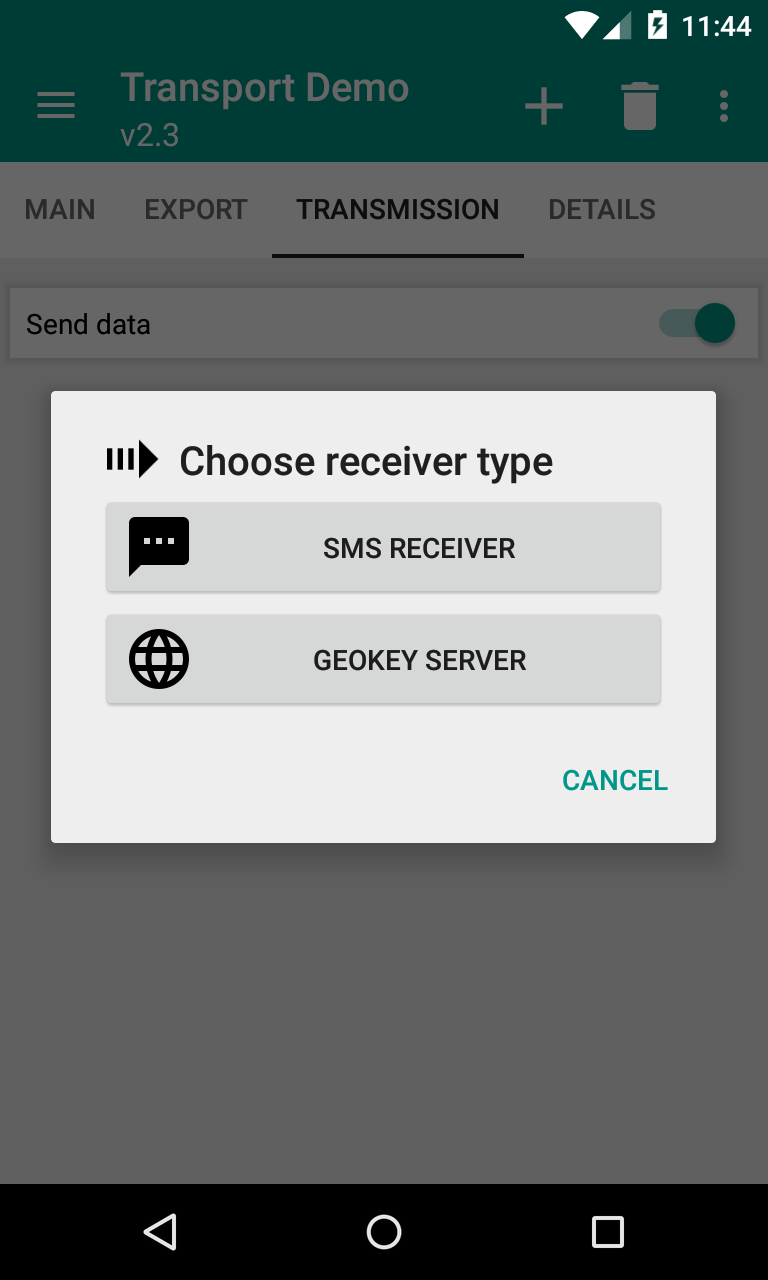 11:44
Transport Demo
v2.3
MAIN EXPORT TRANSMISSION DETAILS
Send data
Choose receiver type
SMS RECEIVER
GEOKEY SERVER
CANCEL